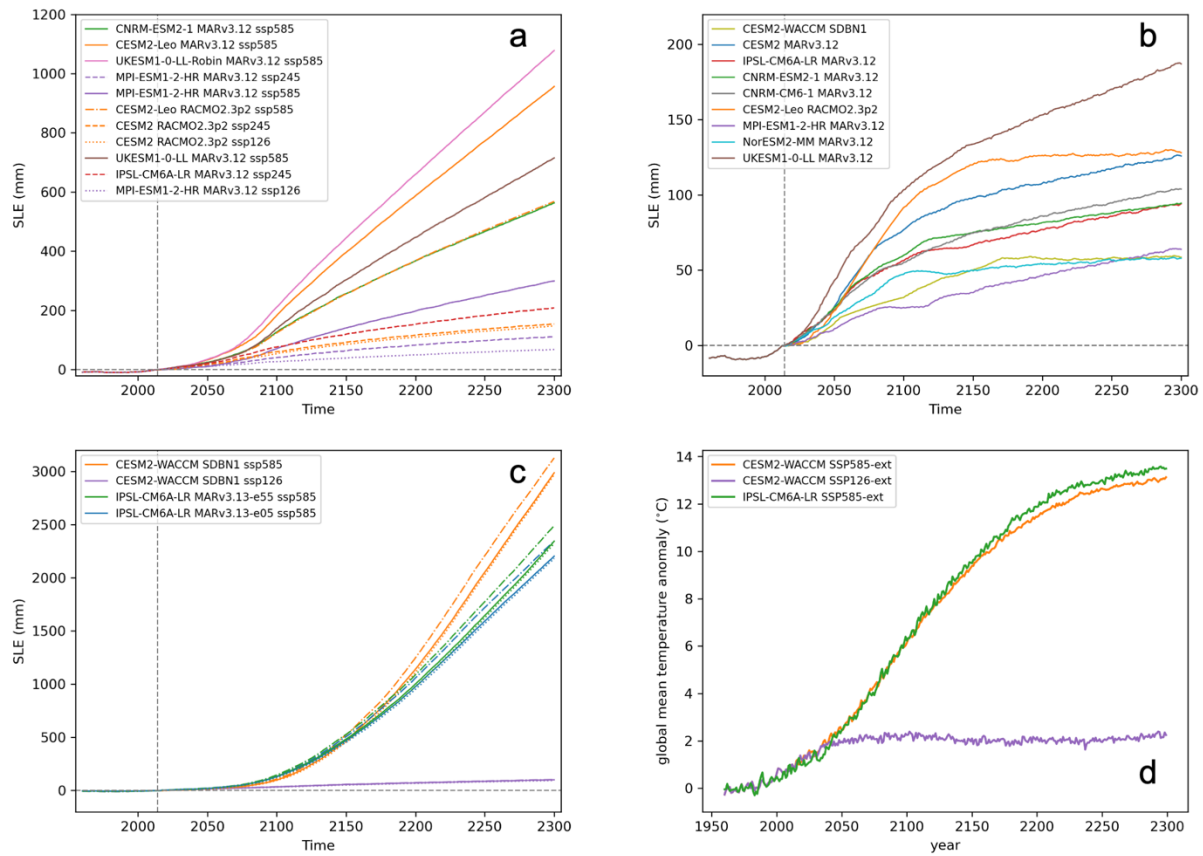 a
CNRM-ESM2-1 MARv3.12 ssp585
CESM2-Leo MARv3.12 ssp585
UKESM1-0-LL-Robin MARv3.12 ssp585
MPI-ESM1-2-HR MARv3.12 ssp245
MPI-ESM1-2-HR MARv3.12 ssp585
CESM2-Leo RACMO2.3p2 ssp585
CESM2 RACMO2.3p2 ssp245
CESM2 RACMO2.3p2 ssp126
UKESM1-0-LL MARv3.12 ssp585
IPSL-CM6A-LR MARv3.12 ssp245
MPI-ESM1-2-HR MARv3.12 ssp126
SLE (mm)
1200
1000
800
600
400
200
0
2000
2050
2100
2150
2200
2250
2300
Time
b
CESM2-WACCM SDBN1
CESM2 MARv3.12
IPSL-CM6A-LR MARv3.12
CNRM-ESM2-1 MARv3.12
CNRM-CM6-1 MARv3.12
CESM2-Leo RACMO2.3p2
MPI-ESM1-2-HR MARv3.12
NorESM2-MM MARv3.12
UKESM1-0-LL MARv3.12
SLE (mm)
200
150
100
50
0
2000
2050
2100
2150
2200
2250
2300
Time
c
CESM2-WACCM SDBN1 ssp585
CESM2-WACCM SDBN1 ssp126
IPSL-CM6A-LR MARv3.13-e55 ssp585
IPSL-CM6A-LR MARv3.13-e05 ssp585
SLE (mm)
3000
2500
2000
1500
1000
500
0
2000
2050
2100
2150
2200
2250
2300
Time
CESM2-WACCM SSP585-ext
CESM2-WACCM SSP126-ext
IPSL-CM6A-LR SSP585-ext
global mean temperature anomaly (°C)
14
12
10
8
6
4
2
0
d
1950
2000
2050
2100
2150
2200
2250
2300
year